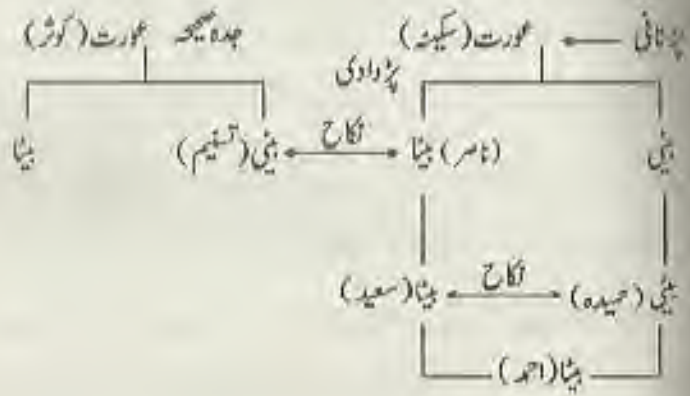 پڑنانی عورت (سکینہ) جدہ صحیحہ عورت (کوثر)
پڑدادی
بیٹی (ناصر) بیٹا نکاح بیٹی (تسنیم) بیٹا
بیٹی (حمیدہ) نکاح بیٹا (سعید)
بیٹا (احمد)